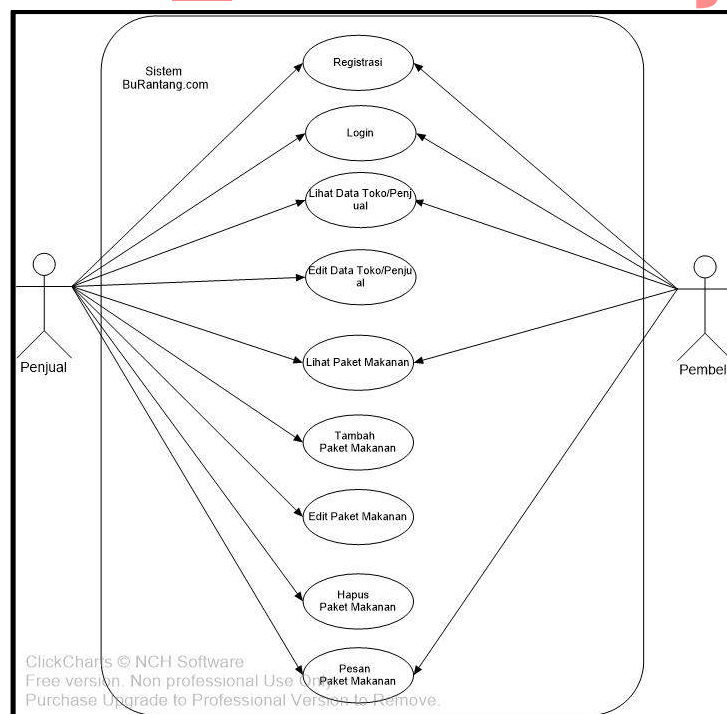 Sistem
BuRantang.com
Registrasi
Login
Lihat Data Toko/Penj
ual
Edit Data Toko/Penju
al
Lihat Paket Makanan
Tambah
Paket Makanan
Edit Paket Makanan
Hapus
Paket Makanan
Pesan
Paket Makanan
Penjual
Pembel
ClickCharts © NCH Software
Free version. Non professional Use Only.
Purchase Upgrade to Professional Version to Remove.